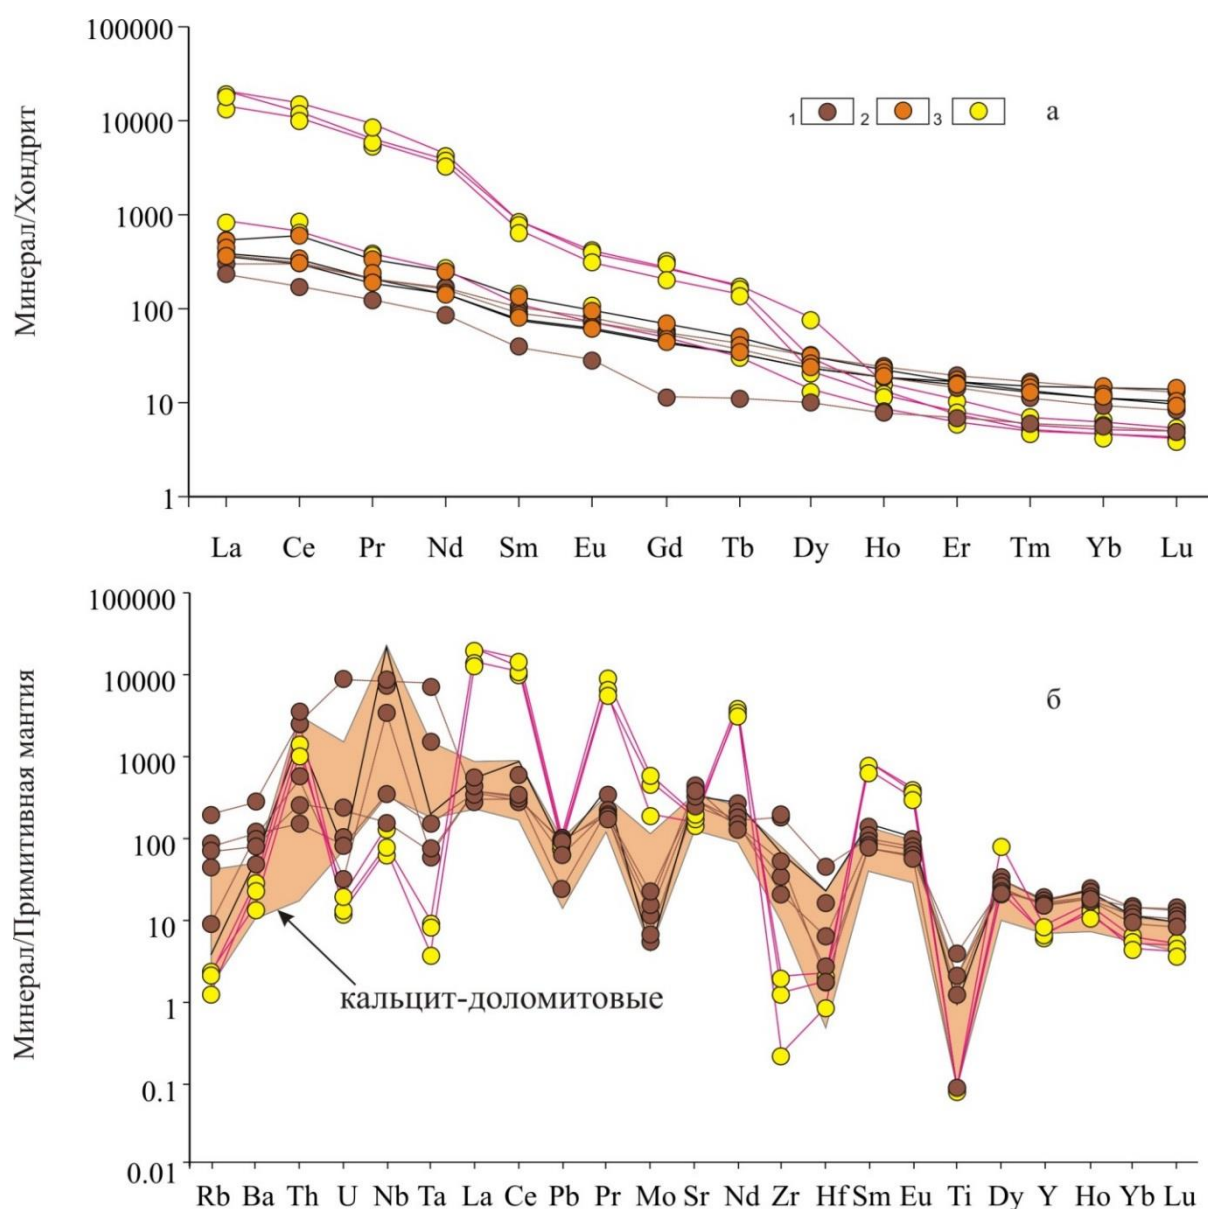 100000
10000
1000
100
10
1
Минерал/Хондрит
1 2 3 а
La Ce Pr Nd Sm Eu Gd Tb Dy Ho Er Tm Yb Lu
100000
10000
1000
100
10
1
0.1
0.01
Минерал/Примитивная мантия
б
кальцит-доломитовые
Rb Ba Th U Nb Ta La Ce Pb Pr Mo Sr Nd Zr Hf Sm Eu Ti Dy Y Ho Yb Lu